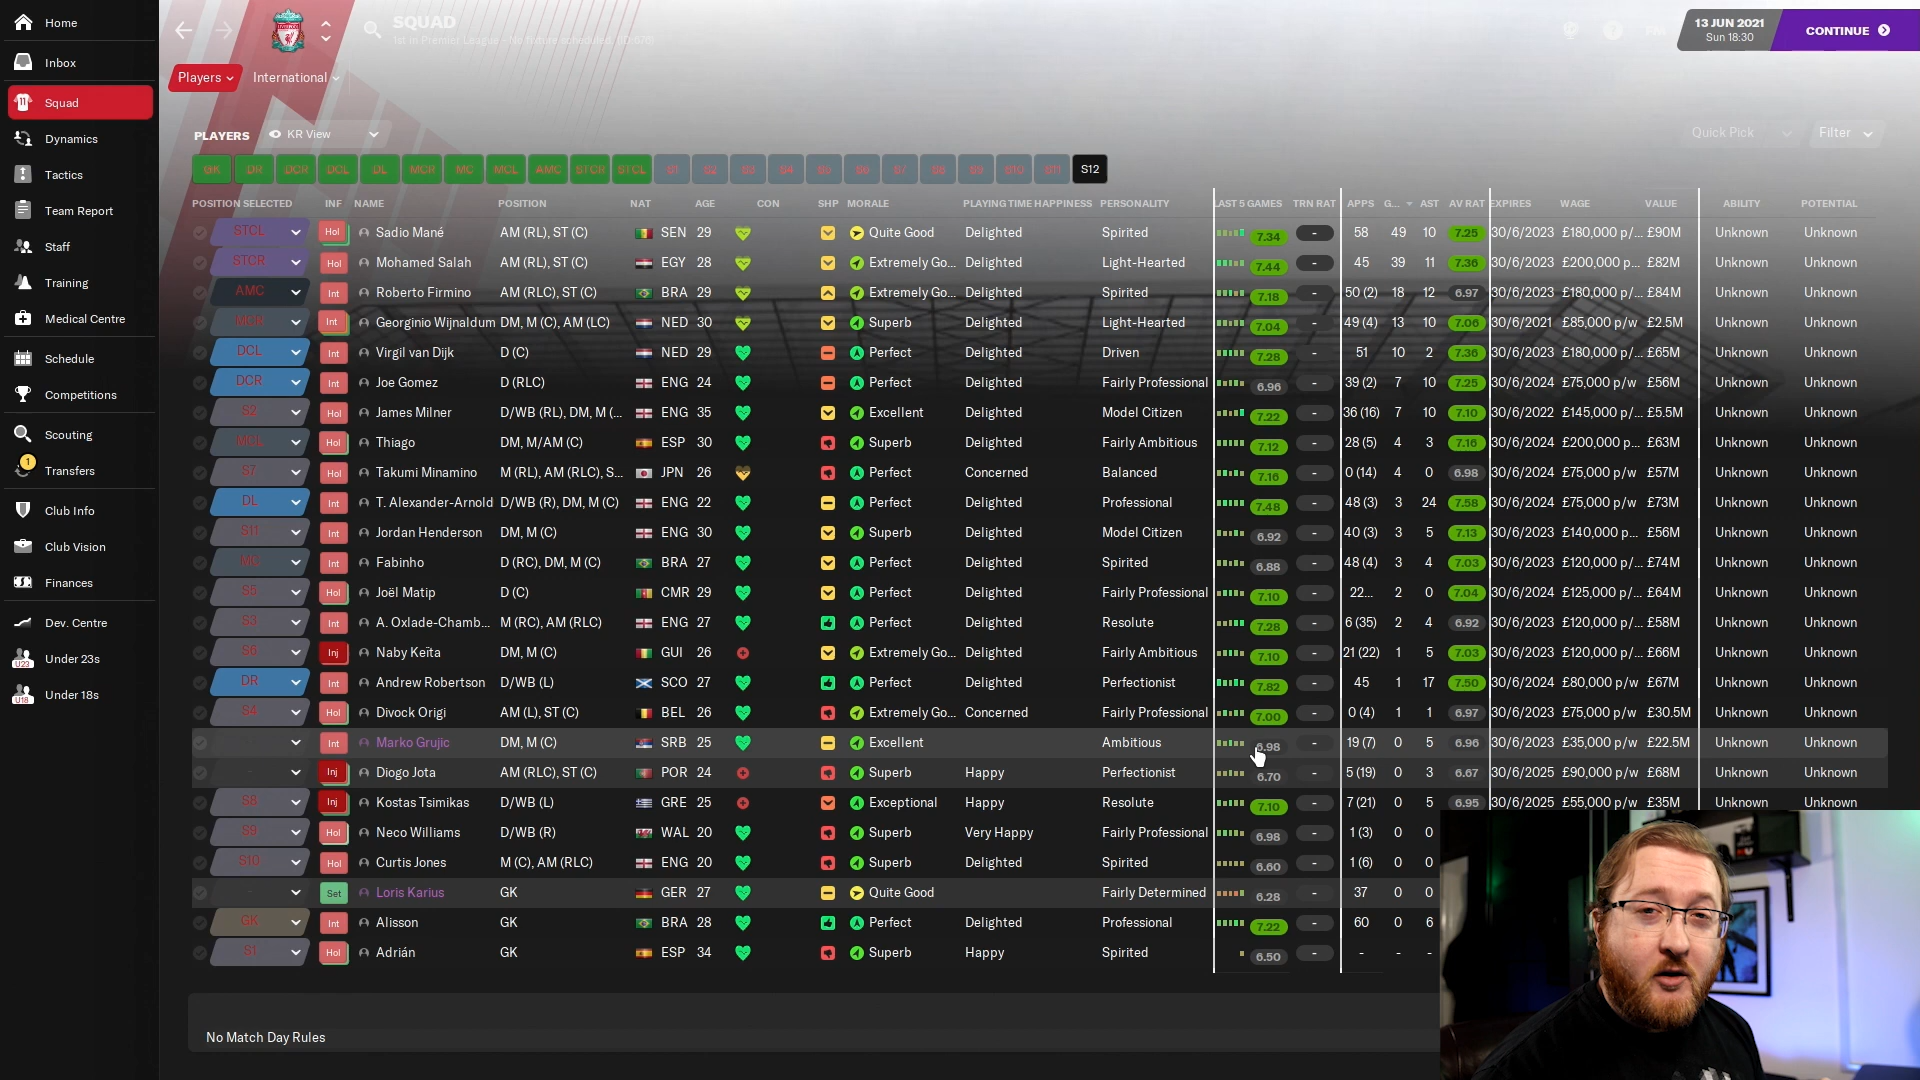 Home
Inbox
Squad
Dynamics
Tactics
Team Report
Staff
Training
Medical Centre
Schedule
Competitions
Scouting
1
Transfers
Club Info
Club Vision
Finances
Dev. Centre
U23 Under 23s
U18 Under 18s
SQUAD
1st in Premier League - No fixture scheduled
13 JUN 2021
Sun 18:30
CONTINUE
Players International
PLAYERS KR View Quick Pick Filter
GK DR DCR DCL DL MCR MC MCL AMC STCR STCL S1 S2 S3 S4 S5 S6 S7 S8 S9 S10 S11 S12
POSITION SELECTED INF NAME POSITION NAT AGE CON SHP MORALE PLAYING TIME HAPPINESS PERSONALITY LAST 5 GAMES TRN RAT APPS G... AST AV RAT EXPIRES WAGE VALUE ABILITY POTENTIAL
STCL Hol Sadio Mané AM (RL), ST (C) SEN 29 Quite Good Delighted Spirited 7.34 - 58 49 10 7.25 30/6/2023 £180,000 p/... £90M Unknown Unknown
STCR Hol Mohamed Salah AM (RL), ST (C) EGY 28 Extremely Go... Delighted Light-Hearted 7.44 - 45 39 11 7.36 30/6/2023 £200,000 p... £82M Unknown Unknown
AMC Int Roberto Firmino AM (RLC), ST (C) BRA 29 Extremely Go... Delighted Spirited 7.18 - 50 (2) 18 12 6.97 30/6/2023 £180,000 p/... £84M Unknown Unknown
MCR Int Georginio Wijnaldum DM, M (C), AM (LC) NED 30 Superb Delighted Light-Hearted 7.04 - 49 (4) 13 10 7.06 30/6/2021 £85,000 p/w £2.5M Unknown Unknown
DCL Int Virgil van Dijk D (C) NED 29 Perfect Delighted Driven 7.28 - 51 10 2 7.36 30/6/2023 £180,000 p/... £65M Unknown Unknown
DCR Int Joe Gomez D (RLC) ENG 24 Perfect Delighted Fairly Professional 6.96 - 39 (2) 7 10 7.25 30/6/2024 £75,000 p/w £56M Unknown Unknown
S2 Hol James Milner D/WB (RL), DM, M (... ENG 35 Excellent Delighted Model Citizen 7.22 - 36 (16) 7 10 7.10 30/6/2022 £145,000 p/... £5.5M Unknown Unknown
MCL Hol Thiago DM, M/AM (C) ESP 30 Superb Delighted Fairly Ambitious 7.12 - 28 (5) 4 3 7.16 30/6/2024 £200,000 p... £63M Unknown Unknown
S7 Hol Takumi Minamino M (RL), AM (RLC), S... JPN 26 Perfect Concerned Balanced 7.16 - 0 (14) 4 0 6.98 30/6/2024 £75,000 p/w £57M Unknown Unknown
DL Int T. Alexander-Arnold D/WB (R), DM, M (C) ENG 22 Perfect Delighted Professional 7.48 - 48 (3) 3 24 7.58 30/6/2024 £75,000 p/w £73M Unknown Unknown
S11 Int Jordan Henderson DM, M (C) ENG 30 Superb Delighted Model Citizen 6.92 - 40 (3) 3 5 7.13 30/6/2023 £140,000 p... £56M Unknown Unknown
MC Int Fabinho D (RC), DM, M (C) BRA 27 Perfect Delighted Spirited 6.88 - 48 (4) 3 4 7.03 30/6/2023 £120,000 p/... £74M Unknown Unknown
S5 Hol Joël Matip D (C) CMR 29 Perfect Delighted Fairly Professional 7.10 - 22... 2 0 7.04 30/6/2024 £125,000 p/... £64M Unknown Unknown
S3 Int A. Oxlade-Chamb... M (RC), AM (RLC) ENG 27 Perfect Delighted Resolute 7.28 - 6 (35) 2 4 6.92 30/6/2023 £120,000 p/... £58M Unknown Unknown
S6 Inj Naby Keïta DM, M (C) GUI 26 Extremely Go... Delighted Fairly Ambitious 7.10 - 21 (22) 1 5 7.03 30/6/2023 £120,000 p/... £66M Unknown Unknown
DR Int Andrew Robertson D/WB (L) SCO 27 Perfect Delighted Perfectionist 7.82 - 45 1 17 7.50 30/6/2024 £80,000 p/w £67M Unknown Unknown
S4 Hol Divock Origi AM (L), ST (C) BEL 26 Extremely Go... Concerned Fairly Professional 7.00 - 0 (4) 1 1 6.97 30/6/2024 £75,000 p/w £30.5M Unknown Unknown
Int Marko Grujic DM, M (C) SRB 25 Excellent Ambitious 6.98 - 19 (7) 0 5 6.96 30/6/2023 £35,000 p/w £22.5M Unknown Unknown
- Inj Diogo Jota AM (RLC), ST (C) POR 24 Superb Happy Perfectionist 6.70 - 5 (19) 0 3 6.67 30/6/2025 £90,000 p/w £68M Unknown Unknown
S8 Inj Kostas Tsimikas D/WB (L) GRE 25 Exceptional Happy Resolute 7.10 - 7 (21) 0 5 6.95 30/6/2025 £55,000 p/w £35M Unknown Unknown
S9 Hol Neco Williams D/WB (R) WAL 20 Superb Very Happy Fairly Professional 6.98 - 1 (3) 0 0
S10 Hol Curtis Jones M (C), AM (RLC) ENG 20 Superb Delighted Spirited 6.60 - 1 (6) 0 0
- Set Loris Karius GK GER 27 Quite Good Fairly Determined 6.28 - 37 0 0
GK Int Alisson GK BRA 28 Perfect Delighted Professional 7.22 - 60 0 6
S1 Hol Adrián GK ESP 34 Superb Happy Spirited 6.50 - - - -
No Match Day Rules